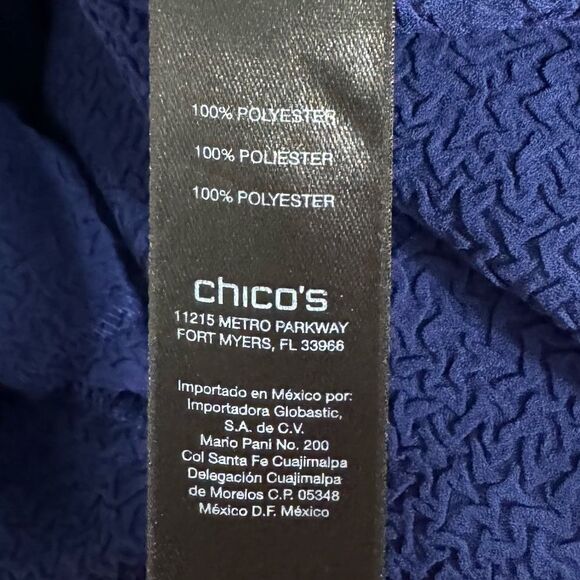 100% POLYESTER
100% POLIESTER
100% POLYESTER
chico's
11215 METRO PARKWAY
FORT MYERS, FL 33966
Importado en México por:
Importadora Globastic,
S.A. de C.V.
Mario Pani No. 200
Col Santa Fe Cuajimalpa
Delegación Cuajimalpa
de Morelos C.P. 05348
México D.F. México